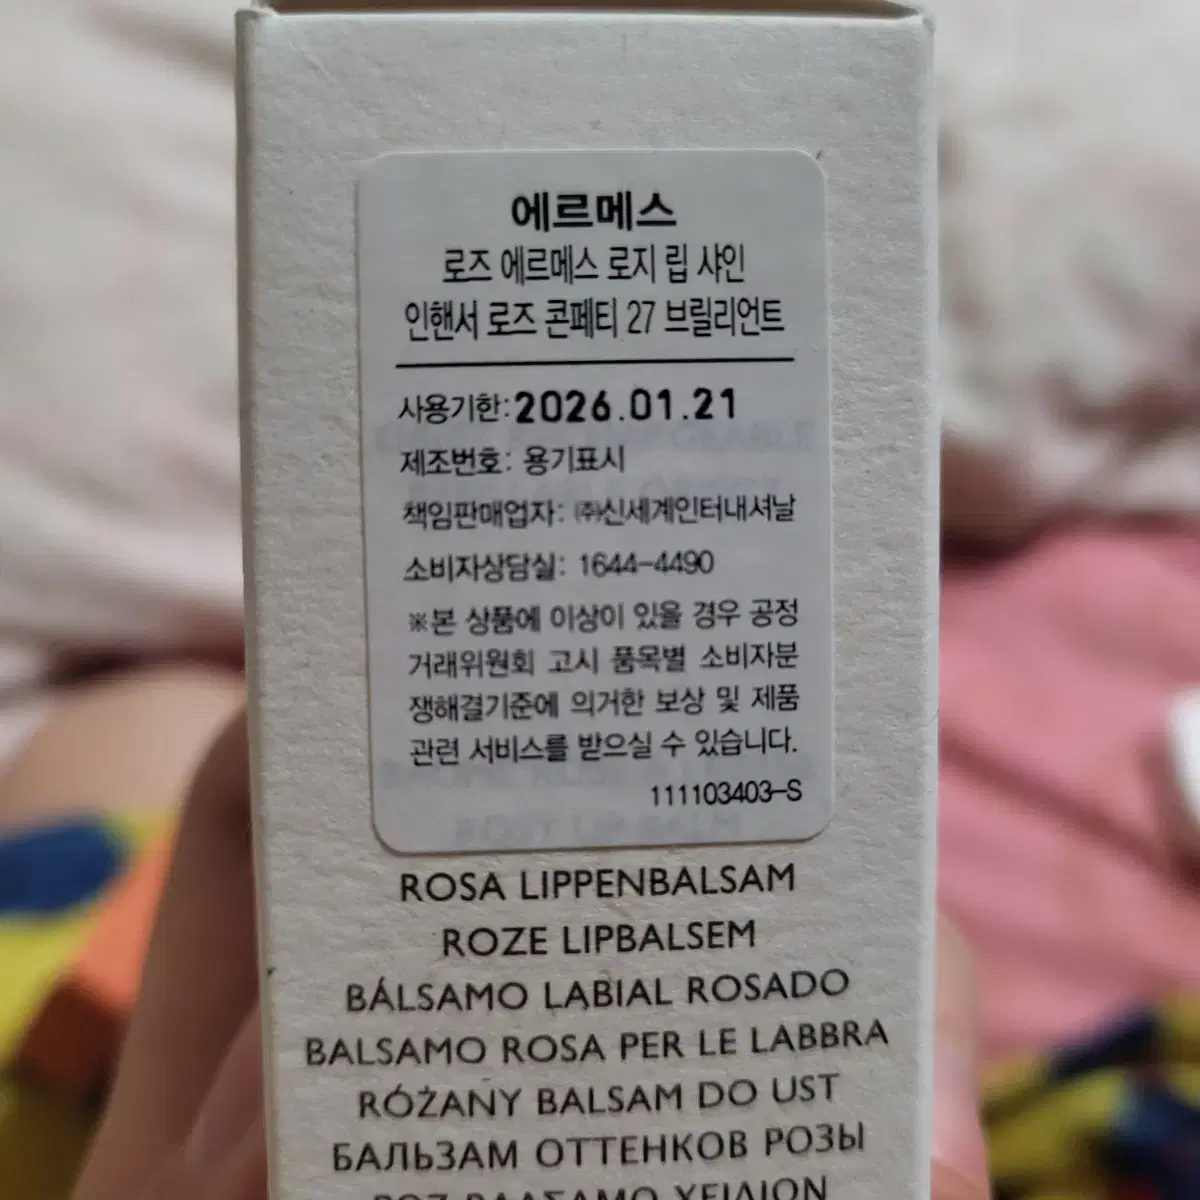 에르메스
로즈 에르메스 로지 립 샤인
인핸서 로즈 콘페티 27 브릴리언트
사용기한: 2026.01.21
제조번호: 용기표시
책임판매업자: ㈜신세계인터내셔날
소비자상담실: 1644-4490
※본 상품에 이상이 있을 경우 공정
거래위원회 고시 품목별 소비자분
쟁해결기준에 의거한 보상 및 제품
관련 서비스를 받으실 수 있습니다.
111103403-S
ROSA LIPPENBALSAM
ROZE LIPBALSEM
BÁLSAMO LABIAL ROSADO
BALSAMO ROSA PER LE LABBRA
RÓŻANY BALSAM DO UST
БАЛЬЗАМ ОТТЕНКОВ РОЗЫ
ΡΟΖ ΒΑΛΣΑΜΟ ΧΕΙΛΙΩΝ